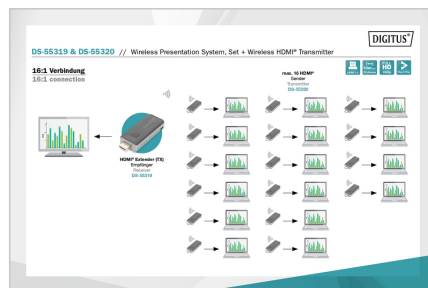 DIGITUS®
DS-55319 & DS-55320 // Wireless Presentation System, Set + Wireless HDMI® Transmitter
16:1 Verbindung
16:1 connection
max. 16 HDMI®
Sender
Transmitter
DS-55320
HDMI® Extender (TX)
Empfänger
Receiver
DS-55319